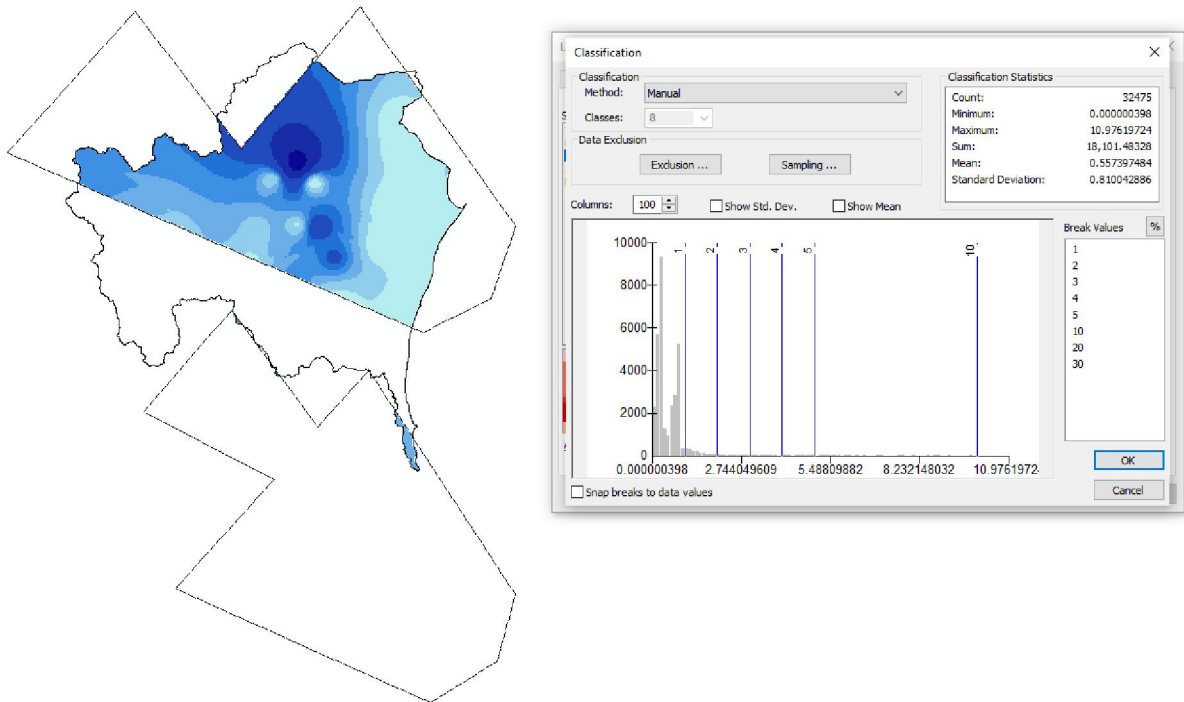 Classification
Classification
Method: Manual
Classes: 8
Data Exclusion
Exclusion ...
Sampling ...
Classification Statistics
Count: 32475
Minimum: 0.000000398
Maximum: 10.97619724
Sum: 18,101.48328
Mean: 0.557397484
Standard Deviation: 0.810042886
Columns: 100
Show Std. Dev.
Show Mean
Break Values
%
1
2
3
4
5
10
20
30
10000
8000
6000
4000
2000
0
1
2
3
4
5
10
0.000000398
2.744049609
5.48809882
8.232148032
10.9761972
Snap breaks to data values
OK
Cancel